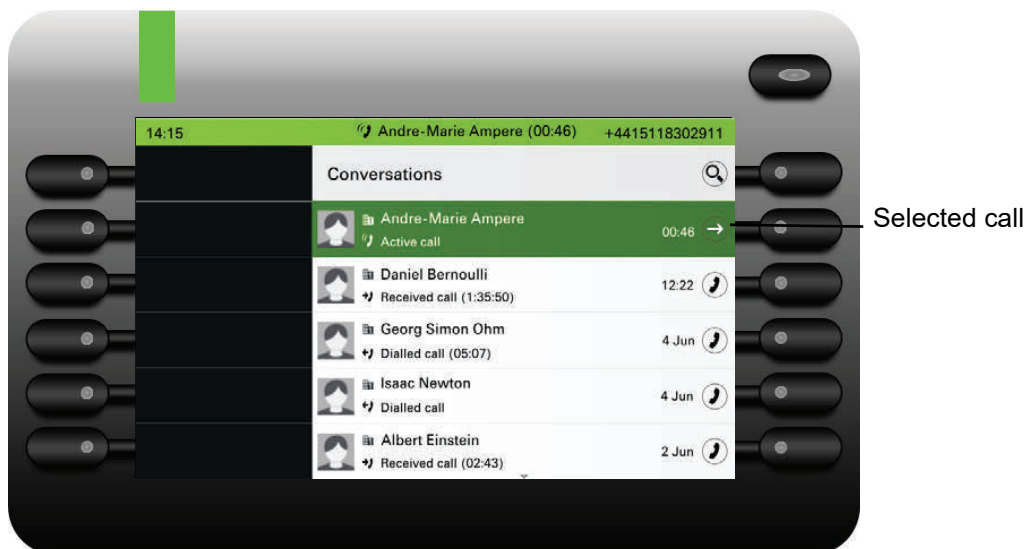 14:15 Andre-Marie Ampere (00:46) +4415118302911
Conversations
Andre-Marie Ampere
Active call
00:46
Selected call
Daniel Bernoulli
Received call (1:35:50)
12:22
Georg Simon Ohm
Dialled call (05:07)
4 Jun
Isaac Newton
Dialled call
4 Jun
Albert Einstein
Received call (02:43)
2 Jun